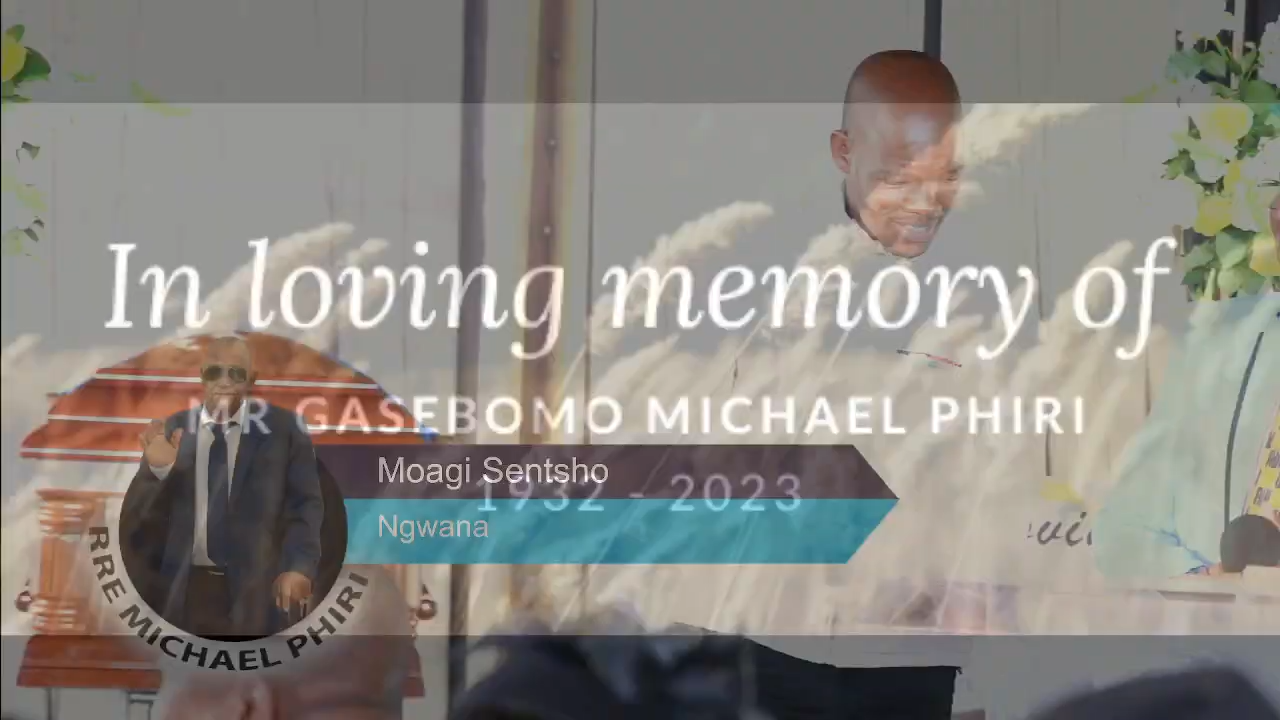 In loving memory of
MR GASEBOMO MICHAEL PHIRI
Moagi Sentsho
1932 - 2023
Ngwana
RRE MICHAEL PHIRI